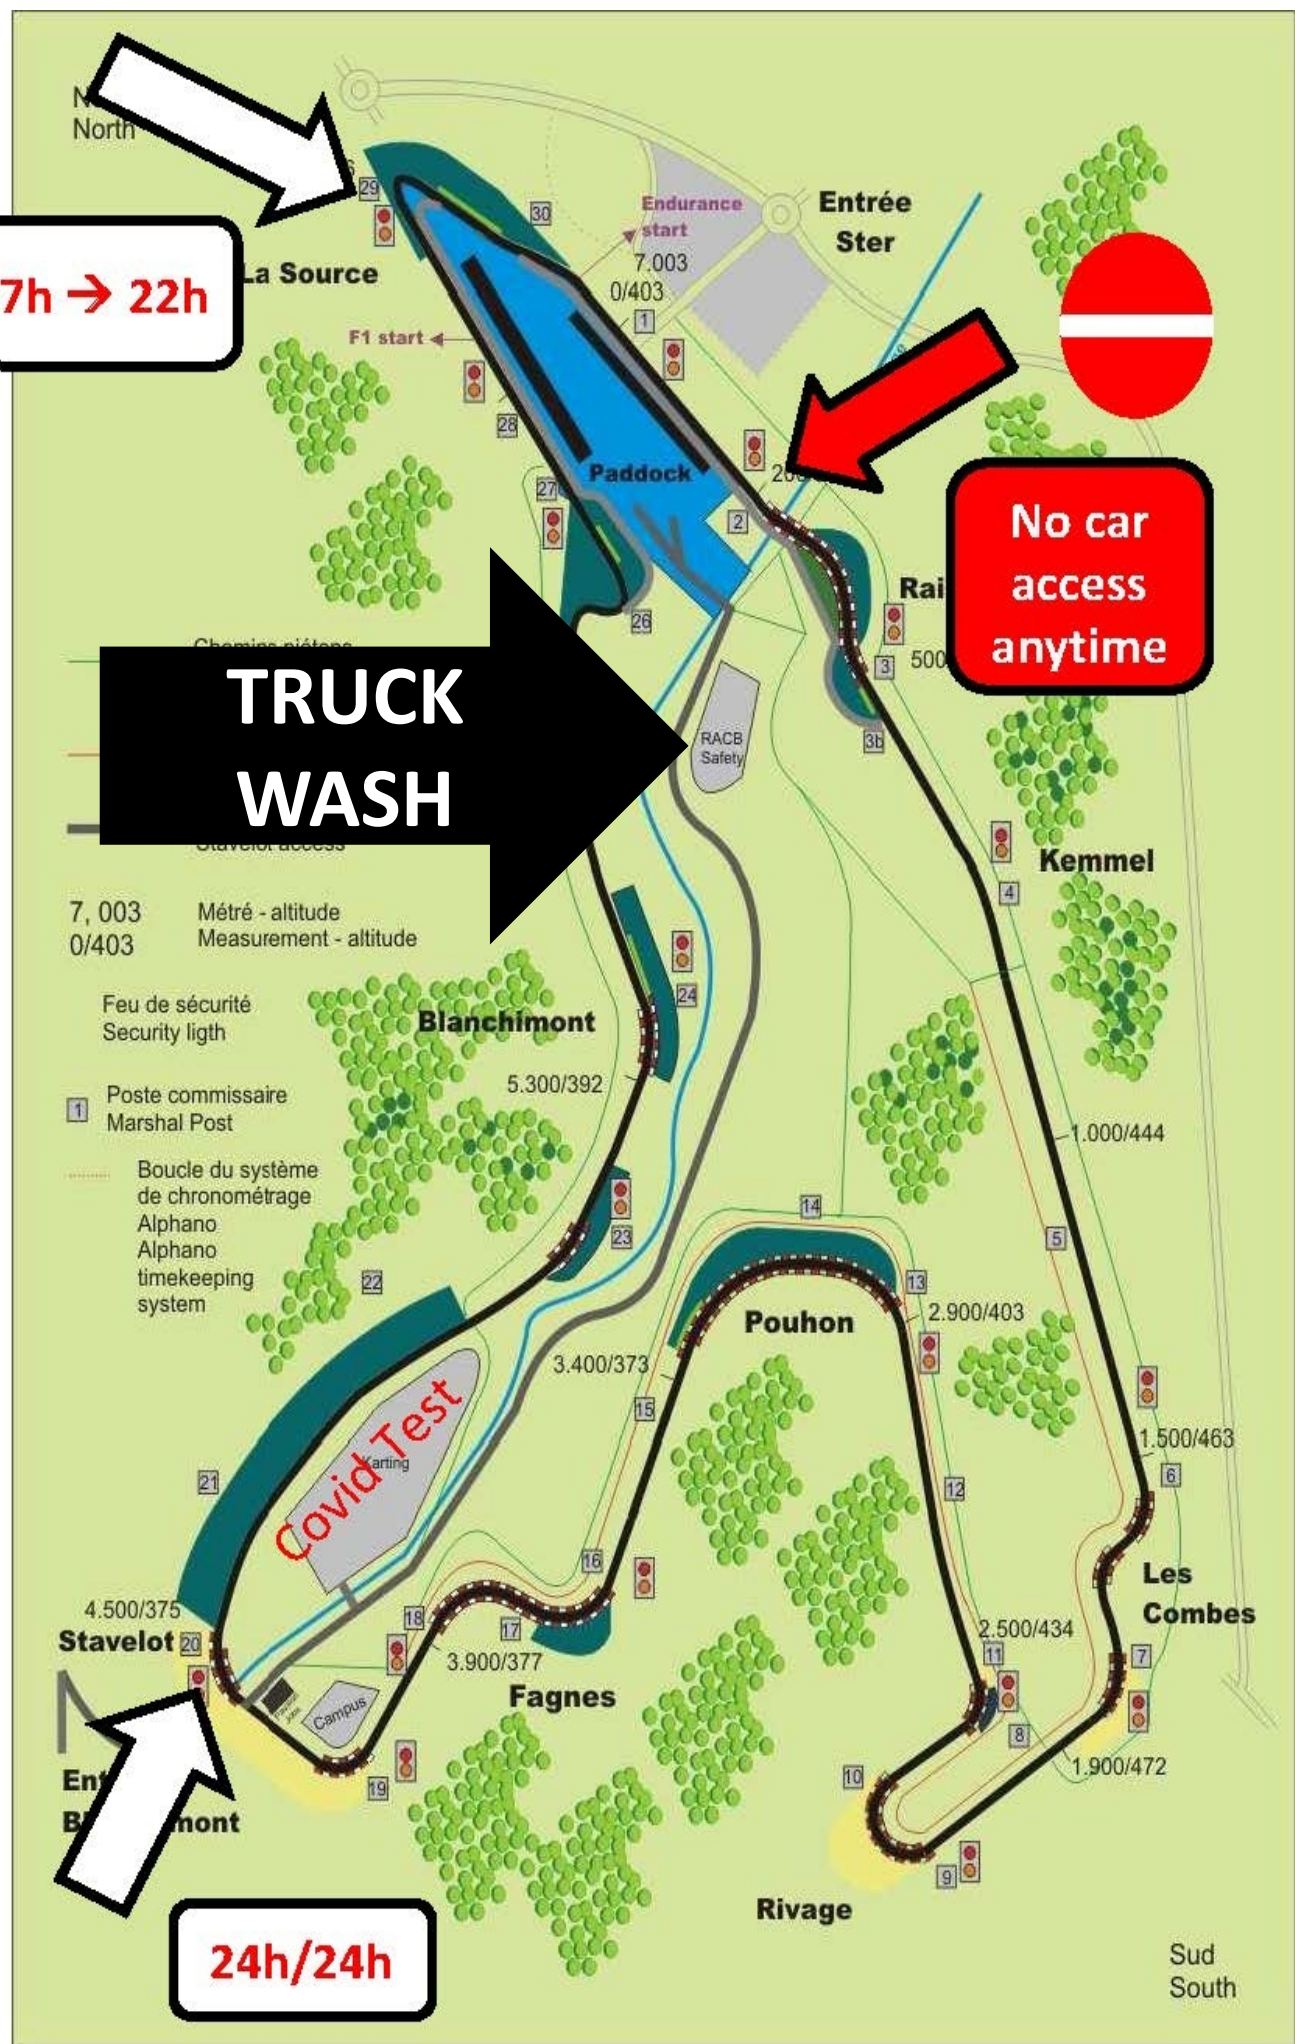 North
29
30
Endurance
start
Entrée
Ster
La Source
7.003
0/403
7h → 22h
1
F1 start
28
Paddock
27
2
No car
access
anytime
26
3
500
3b
TRUCK
WASH
RACB
Safety
Stavelot access
Kemmel
4
7, 003
0/403
Métré - altitude
Measurement - altitude
24
Feu de sécurité
Security ligth
Blanchimont
5.300/392
1
Poste commissaire
Marshal Post
1.000/444
Boucle du système
de chronométrage
Alphano
Alphano
timekeeping
system
14
5
23
22
13
2.900/403
Pouhon
3.400/373
15
1.500/463
6
Covid Test
Karting
21
12
16
Les
Combes
4.500/375
18
17
Stavelot
20
2.500/434
11
7
3.900/377
Fagnes
Campus
8
1.900/472
10
19
9
Rivage
24h/24h
Sud
South